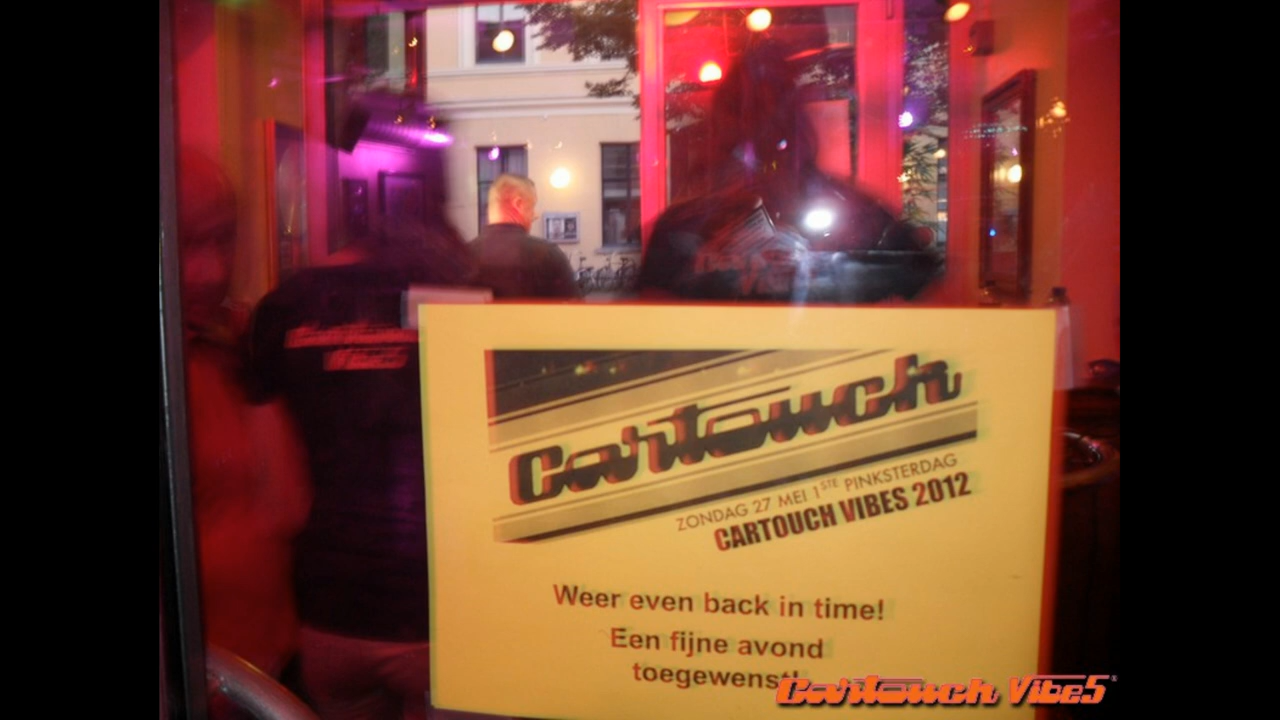 Cartouch
ZONDAG 27 MEI 1STE PINKSTERDAG
CARTOUCH VIBES 2012
Weer even back in time!
Een fijne avond
toegewenst!
Cartouch Vibe5